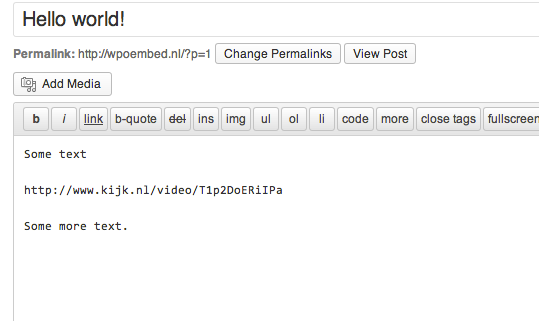 Hello world!
Permalink: http://wpoembed.nl/?p=1 Change Permalinks View Post
Add Media
b i link b-quote del ins img ul ol li code more close tags fullscreen
Some text
http://www.kijk.nl/video/T1p2DoERiIPa
Some more text.